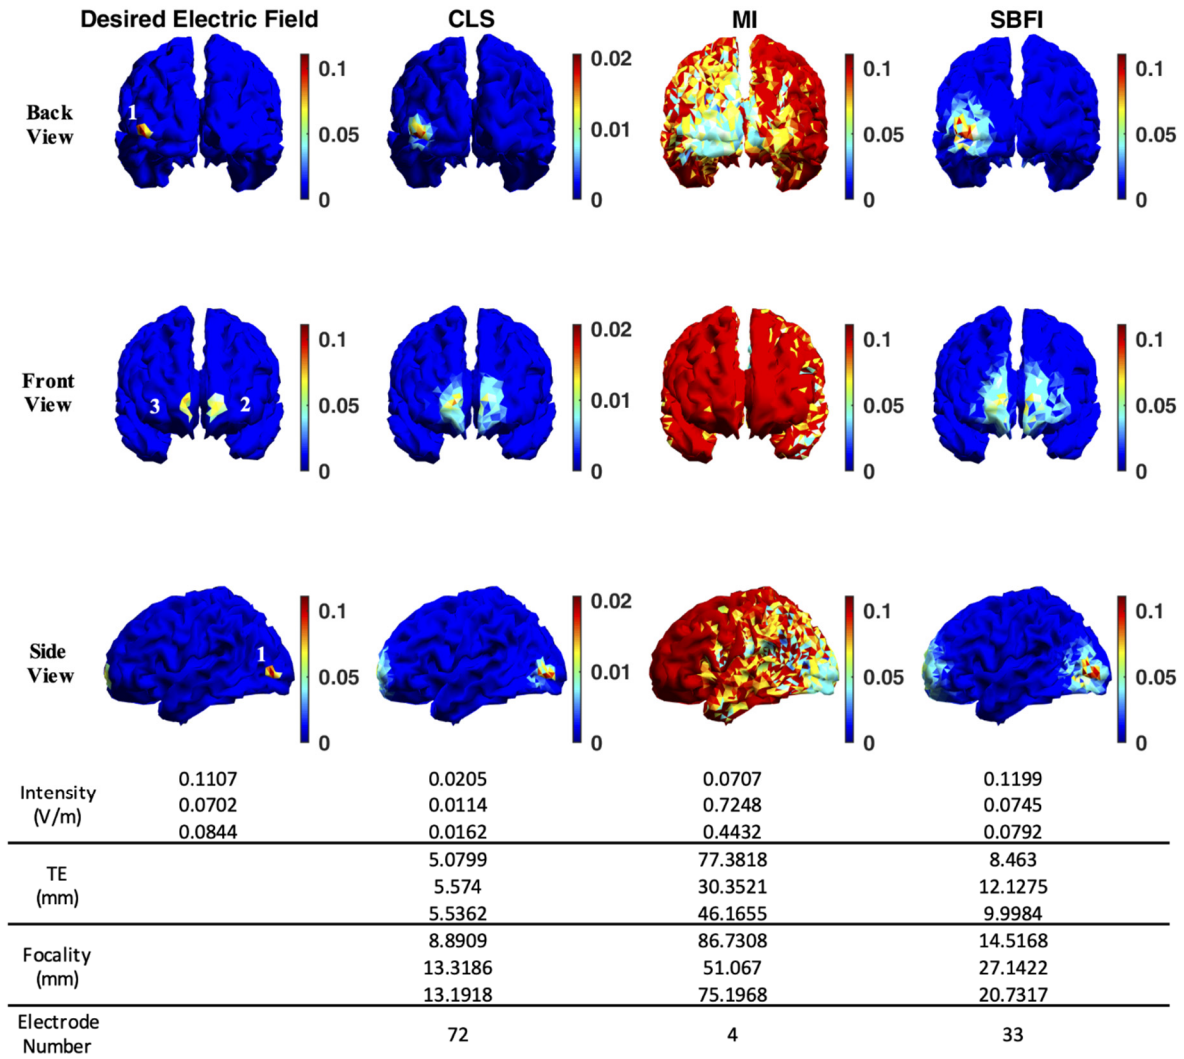 Desired Electric Field CLS MI SBFI
Back
View
1
0.1
0.05
0
0.02
0.01
0
0.1
0.05
0
0.1
0.05
0
Front
View
3 2
0.1
0.05
0
0.02
0.01
0
0.1
0.05
0
0.1
0.05
0
Side
View
1
0.1
0.05
0
0.02
0.01
0
0.1
0.05
0
0.1
0.05
0
Intensity
(V/m)
0.1107 0.0205 0.0707 0.1199
0.0702 0.0114 0.7248 0.0745
0.0844 0.0162 0.4432 0.0792
TE
(mm)
5.0799 77.3818 8.463
5.574 30.3521 12.1275
5.5362 46.1655 9.9984
Focality
(mm)
8.8909 86.7308 14.5168
13.3186 51.067 27.1422
13.1918 75.1968 20.7317
Electrode
Number
72 4 33